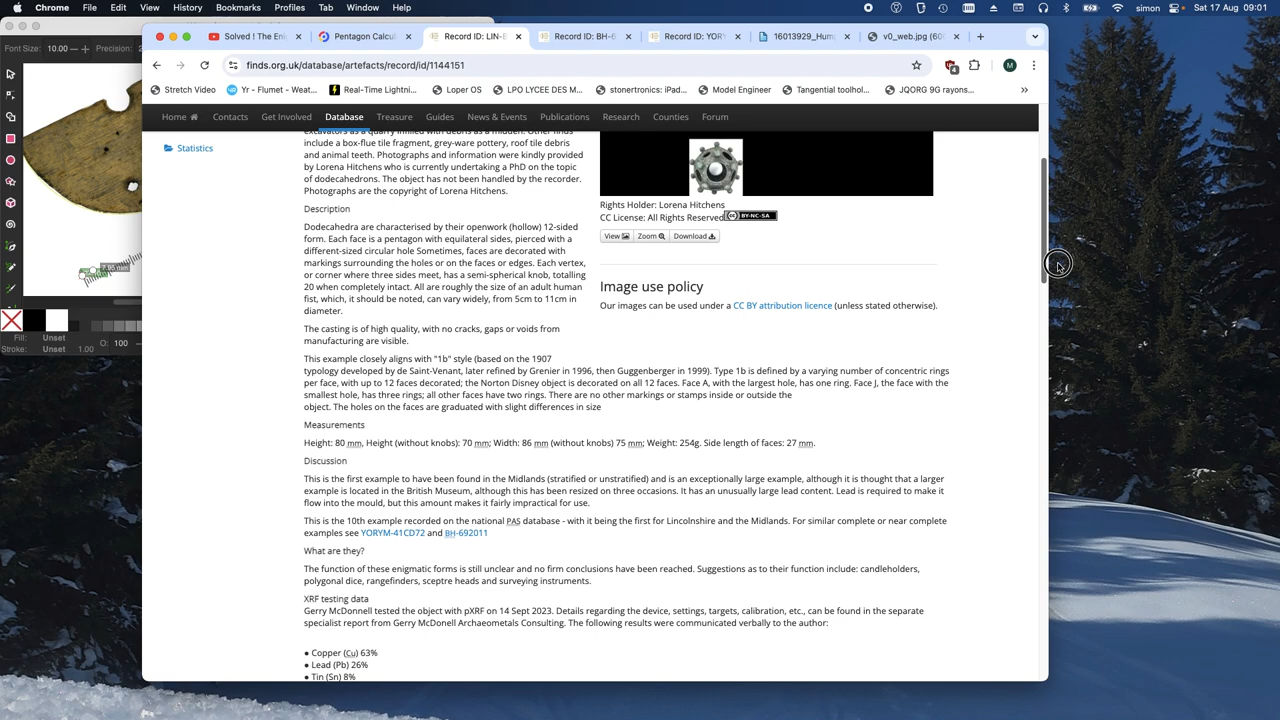 Chrome File Edit View History Bookmarks Profiles Tab Window Help
Sat 17 May 09:01
Solved ! The Eni
Pentagon Calcul
Record ID: LIN-E
Record ID: BH-6
Record ID: YORY
16013929_Hum
v0_web.jpg (60
finds.org.uk/database/artefacts/record/id/1144151
4
M
Stretch Video
Yr - Flumet - Weat...
Real-Time Lightni...
Loper OS
LPO LYCEE DES M...
stonertronics: iPad...
Model Engineer
Tangential toolhol...
JQORG 9G rayons...
»
Font Size: 10.00
Precision:
Home Contacts Get Involved Database Treasure Guides News & Events Publications Research Counties Forum
Statistics
excavators as a quarry infilled with debris as a midden. Other finds
include a box-flue tile fragment, grey-ware pottery, roof tile debris
and animal teeth. Photographs and information were kindly provided
by Lorena Hitchens who is currently undertaking a PhD on the topic
of dodecahedrons. The object has not been handled by the recorder.
Photographs are the copyright of Lorena Hitchens.
Description
Dodecahedra are characterised by their openwork (hollow) 12-sided
form. Each face is a pentagon with equilateral sides, pierced with a
different-sized circular hole Sometimes, faces are decorated with
markings surrounding the holes or on the faces or edges. Each vertex,
or corner where three sides meet, has a semi-spherical knob, totalling
20 when completely intact. All are roughly the size of an adult human
fist, which, it should be noted, can vary widely, from 5cm to 11cm in
diameter.
The casting is of high quality, with no cracks, gaps or voids from
manufacturing are visible.
This example closely aligns with "1b" style (based on the 1907
typology developed by de Saint-Venant, later refined by Grenier in 1996, then Guggenberger in 1999). Type 1b is defined by a varying number of concentric rings
per face, with up to 12 faces decorated; the Norton Disney object is decorated on all 12 faces. Face A, with the largest hole, has one ring. Face J, the face with the
smallest hole, has three rings; all other faces have two rings. There are no other markings or stamps inside or outside the
object. The holes on the faces are graduated with slight differences in size
Measurements
Height: 80 mm, Height (without knobs): 70 mm; Width: 86 mm (without knobs) 75 mm; Weight: 254g. Side length of faces: 27 mm.
Discussion
This is the first example to have been found in the Midlands (stratified or unstratified) and is an exceptionally large example, although it is thought that a larger
example is located in the British Museum, although this has been resized on three occasions. It has an unusually large lead content. Lead is required to make it
flow into the mould, but this amount makes it fairly impractical for use.
This is the 10th example recorded on the national PAS database - with it being the first for Lincolnshire and the Midlands. For similar complete or near complete
examples see YORYM-41CD72 and BH-692011
What are they?
The function of these enigmatic forms is still unclear and no firm conclusions have been reached. Suggestions as to their function include: candleholders,
polygonal dice, rangefinders, sceptre heads and surveying instruments.
XRF testing data
Gerry McDonnell tested the object with pXRF on 14 Sept 2023. Details regarding the device, settings, targets, calibration, etc., can be found in the separate
specialist report from Gerry McDonell Archaeometals Consulting. The following results were communicated verbally to the author:
● Copper (Cu) 63%
● Lead (Pb) 26%
● Tin (Sn) 8%
Rights Holder: Lorena Hitchens
CC License: All Rights Reserved
BY-NC-SA
View Zoom Download
Image use policy
Our images can be used under a CC BY attribution licence (unless stated otherwise).
7.95 mm
Fill: Unset
Stroke: Unset 1.00
O: 100